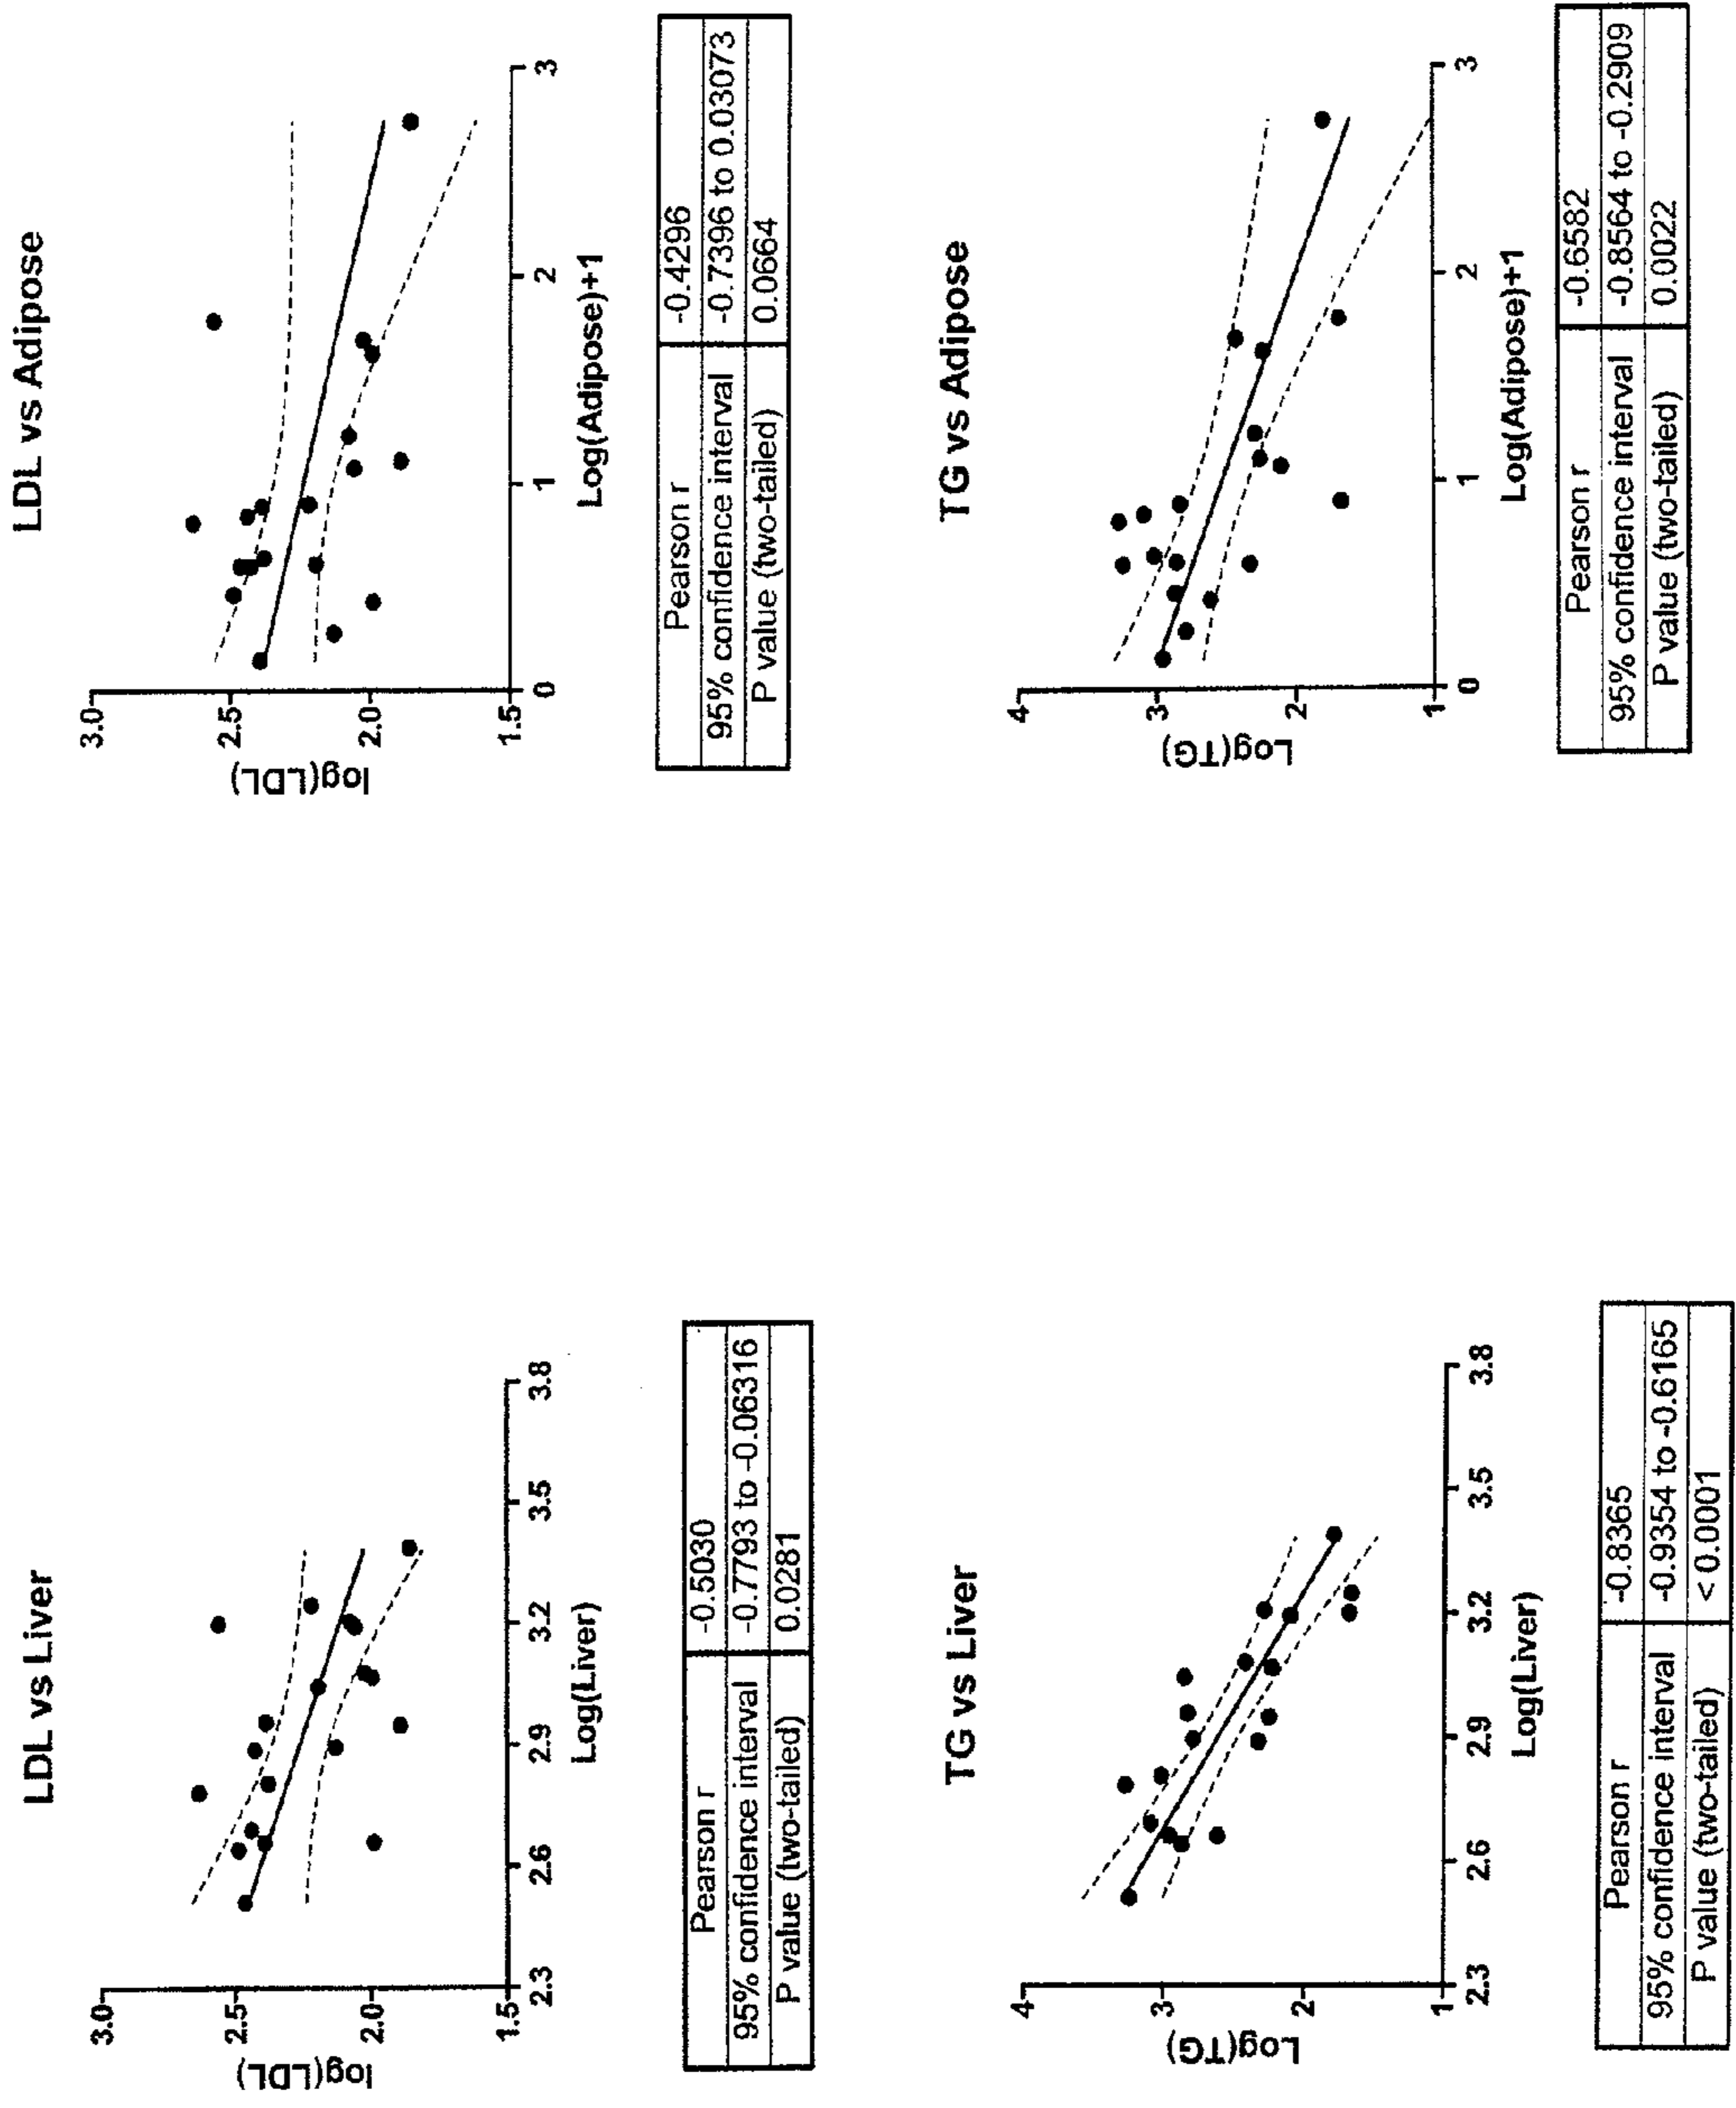 LDL vs Liver
log(LDL)
3.0
2.5
2.0
1.5
2.3 2.6 2.9 3.2 3.5 3.8
Log(Liver)
Pearson r -0.5030
95% confidence interval -0.7793 to -0.06316
P value (two-tailed) 0.0281
LDL vs Adipose
log(LDL)
3.0
2.5
2.0
1.5
0 1 2 3
Log(Adipose)+1
Pearson r -0.4296
95% confidence interval -0.7396 to 0.03073
P value (two-tailed) 0.0664
TG vs Liver
Log(TG)
4
3
2
1
2.3 2.6 2.9 3.2 3.5 3.8
Log(Liver)
Pearson r -0.8365
95% confidence interval -0.9354 to -0.6165
P value (two-tailed) < 0.0001
TG vs Adipose
Log(TG)
4
3
2
1
0 1 2 3
Log(Adipose)+1
Pearson r -0.6582
95% confidence interval -0.8564 to -0.2909
P value (two-tailed) 0.0022